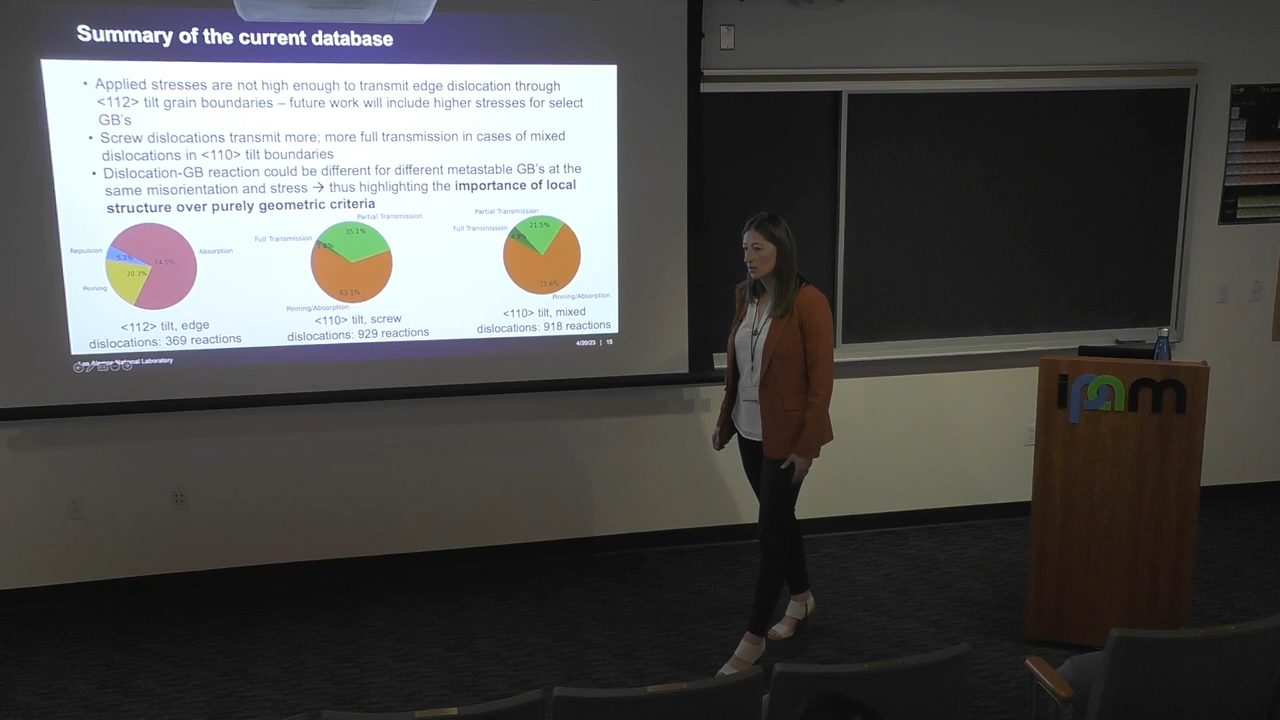 Summary of the current database
• Applied stresses are not high enough to transmit edge dislocation through
<112> tilt grain boundaries – future work will include higher stresses for select
GB's
• Screw dislocations transmit more; more full transmission in cases of mixed
dislocations in <110> tilt boundaries
• Dislocation-GB reaction could be different for different metastable GB's at the
same misorientation and stress → thus highlighting the importance of local
structure over purely geometric criteria
Repulsion
5.3%
Absorption
74.5%
20.3%
Pinning
<112> tilt, edge
dislocations: 369 reactions
Partial Transmission
Full Transmission
35.1%
63.1%
Pinning/Absorption
<110> tilt, screw
dislocations: 929 reactions
Partial Transmission
21.5%
Full Transmission
4.9%
73.6%
Pinning/Absorption
<110> tilt, mixed
dislocations: 918 reactions
Los Alamos National Laboratory
4/20/23 | 15
ipam